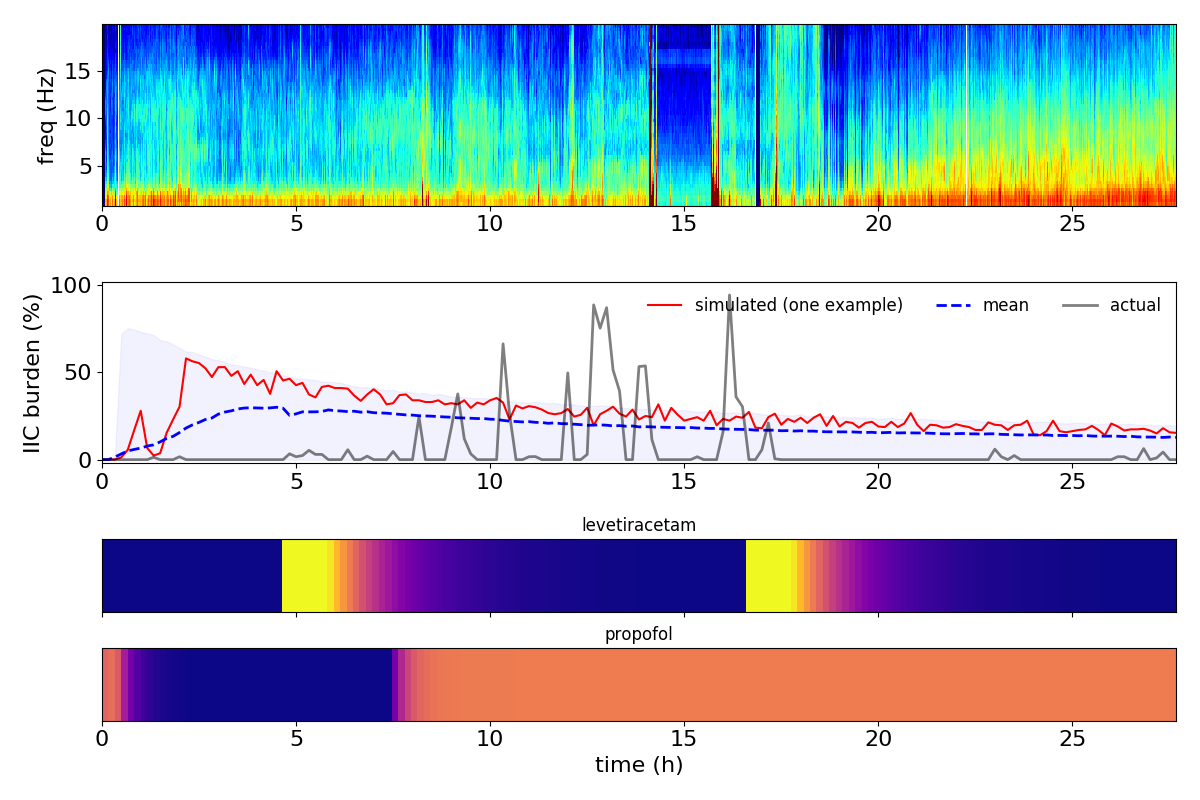 freq (Hz)
15
10
5
0 5 10 15 20 25
IIC burden (%)
100
50
0
simulated (one example) mean actual
0 5 10 15 20 25
levetiracetam
propofol
0 5 10 15 20 25
time (h)